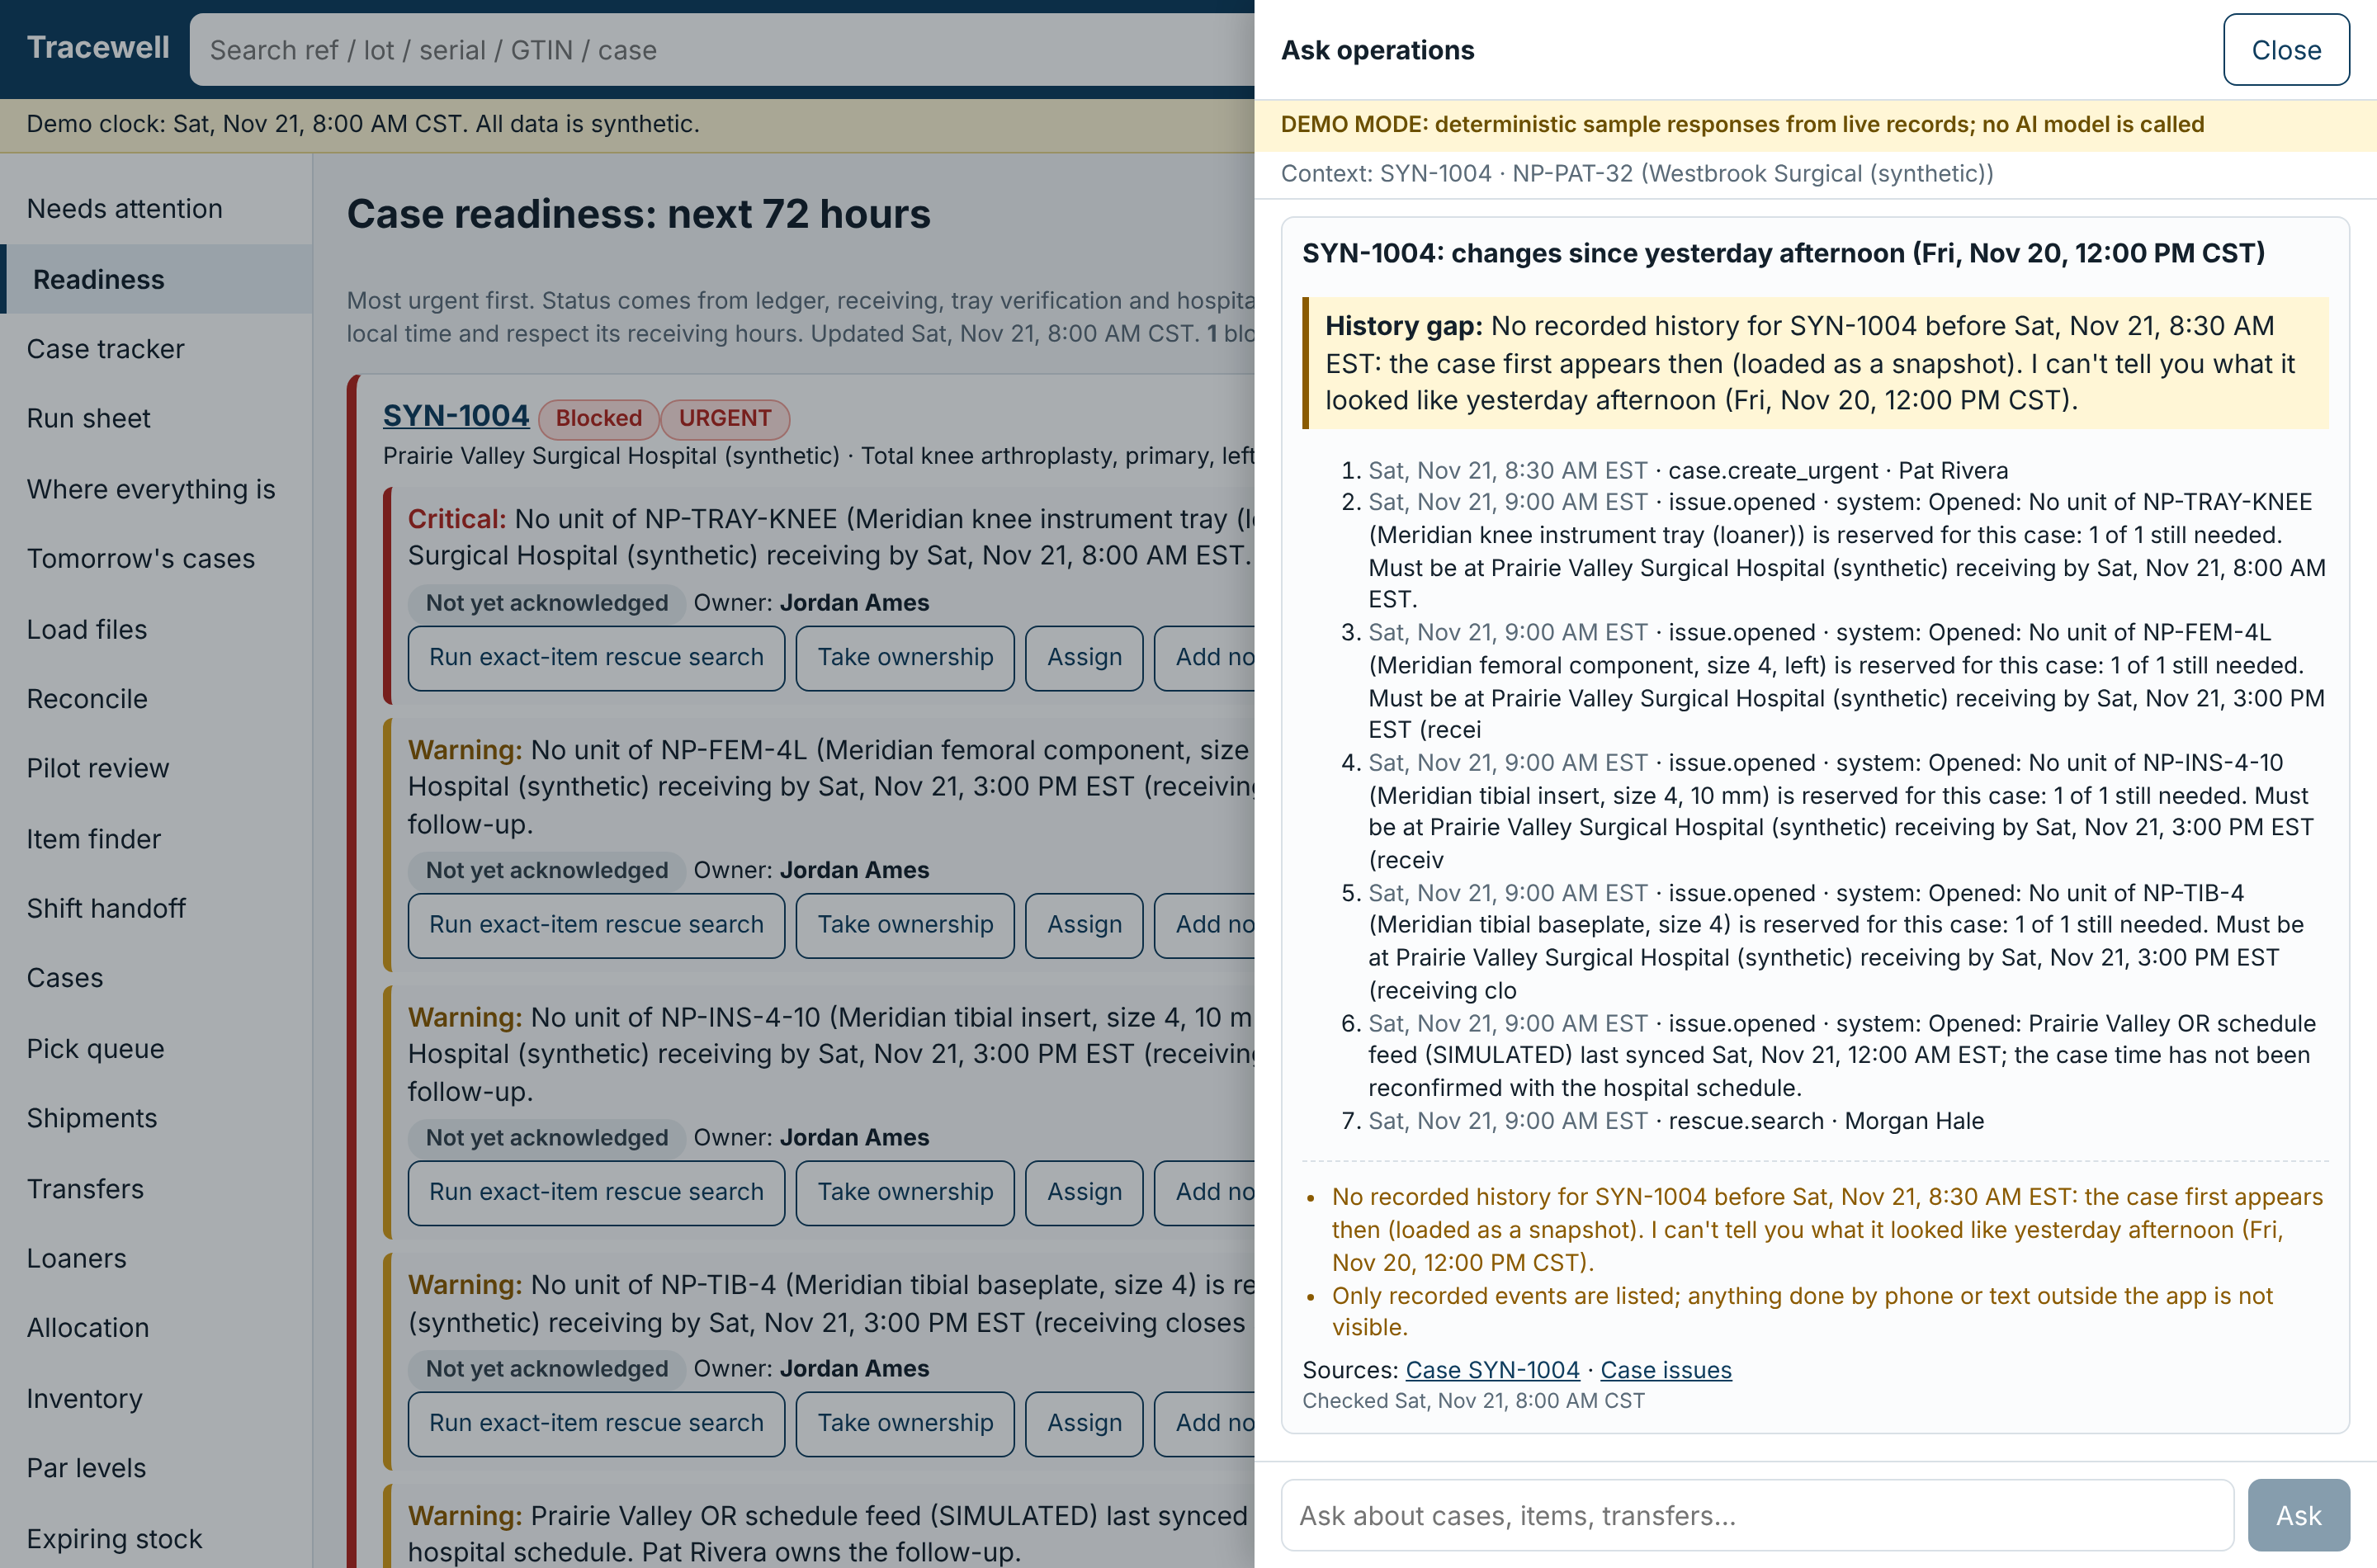 Tracewell
Search ref / lot / serial / GTIN / case
Demo clock: Sat, Nov 21, 8:00 AM CST. All data is synthetic.
Needs attention
Readiness
Case tracker
Run sheet
Where everything is
Tomorrow's cases
Load files
Reconcile
Pilot review
Item finder
Shift handoff
Cases
Pick queue
Shipments
Transfers
Loaners
Allocation
Inventory
Par levels
Expiring stock
Case readiness: next 72 hours
Most urgent first. Status comes from ledger, receiving, tray verification and
local time and respect its receiving hours. Updated Sat, Nov 21, 8:00 AM CST. 1
SYN-1004 Blocked URGENT
Prairie Valley Surgical Hospital (synthetic) · Total knee arthroplasty, primary, left
Critical: No unit of NP-TRAY-KNEE (Meridian knee instrument tray
Surgical Hospital (synthetic) receiving by Sat, Nov 21, 8:00 AM EST.
Not yet acknowledged Owner: Jordan Ames
Run exact-item rescue search Take ownership Assign Add
Warning: No unit of NP-FEM-4L (Meridian femoral component, size
Hospital (synthetic) receiving by Sat, Nov 21, 3:00 PM EST (receiving
follow-up.
Not yet acknowledged Owner: Jordan Ames
Run exact-item rescue search Take ownership Assign Add
Warning: No unit of NP-INS-4-10 (Meridian tibial insert, size 4, 10
Hospital (synthetic) receiving by Sat, Nov 21, 3:00 PM EST (receiving
follow-up.
Not yet acknowledged Owner: Jordan Ames
Run exact-item rescue search Take ownership Assign Add
Warning: No unit of NP-TIB-4 (Meridian tibial baseplate, size 4) is
(synthetic) receiving by Sat, Nov 21, 3:00 PM EST (receiving closes
Not yet acknowledged Owner: Jordan Ames
Run exact-item rescue search Take ownership Assign Add
Warning: Prairie Valley OR schedule feed (SIMULATED) last synced
hospital schedule. Pat Rivera owns the follow-up.
Ask operations
Close
DEMO MODE: deterministic sample responses from live records; no AI model is called
Context: SYN-1004 · NP-PAT-32 (Westbrook Surgical (synthetic))
SYN-1004: changes since yesterday afternoon (Fri, Nov 20, 12:00 PM CST)
History gap: No recorded history for SYN-1004 before Sat, Nov 21, 8:30 AM
EST: the case first appears then (loaded as a snapshot). I can't tell you what it
looked like yesterday afternoon (Fri, Nov 20, 12:00 PM CST).
1. Sat, Nov 21, 8:30 AM EST · case.create_urgent · Pat Rivera
2. Sat, Nov 21, 9:00 AM EST · issue.opened · system: Opened: No unit of NP-TRAY-KNEE
(Meridian knee instrument tray (loaner)) is reserved for this case: 1 of 1 still needed.
Must be at Prairie Valley Surgical Hospital (synthetic) receiving by Sat, Nov 21, 8:00 AM
EST.
3. Sat, Nov 21, 9:00 AM EST · issue.opened · system: Opened: No unit of NP-FEM-4L
(Meridian femoral component, size 4, left) is reserved for this case: 1 of 1 still needed.
Must be at Prairie Valley Surgical Hospital (synthetic) receiving by Sat, Nov 21, 3:00 PM
EST (recei
4. Sat, Nov 21, 9:00 AM EST · issue.opened · system: Opened: No unit of NP-INS-4-10
(Meridian tibial insert, size 4, 10 mm) is reserved for this case: 1 of 1 still needed. Must
be at Prairie Valley Surgical Hospital (synthetic) receiving by Sat, Nov 21, 3:00 PM EST
(receiv
5. Sat, Nov 21, 9:00 AM EST · issue.opened · system: Opened: No unit of NP-TIB-4
(Meridian tibial baseplate, size 4) is reserved for this case: 1 of 1 still needed. Must be
at Prairie Valley Surgical Hospital (synthetic) receiving by Sat, Nov 21, 3:00 PM EST
(receiving clo
6. Sat, Nov 21, 9:00 AM EST · issue.opened · system: Opened: Prairie Valley OR schedule
feed (SIMULATED) last synced Sat, Nov 21, 12:00 AM EST; the case time has not been
reconfirmed with the hospital schedule.
7. Sat, Nov 21, 9:00 AM EST · rescue.search · Morgan Hale
• No recorded history for SYN-1004 before Sat, Nov 21, 8:30 AM EST: the case first appears
then (loaded as a snapshot). I can't tell you what it looked like yesterday afternoon (Fri,
Nov 20, 12:00 PM CST).
• Only recorded events are listed; anything done by phone or text outside the app is not
visible.
Sources: Case SYN-1004 · Case issues
Checked Sat, Nov 21, 8:00 AM CST
Ask about cases, items, transfers...
Ask